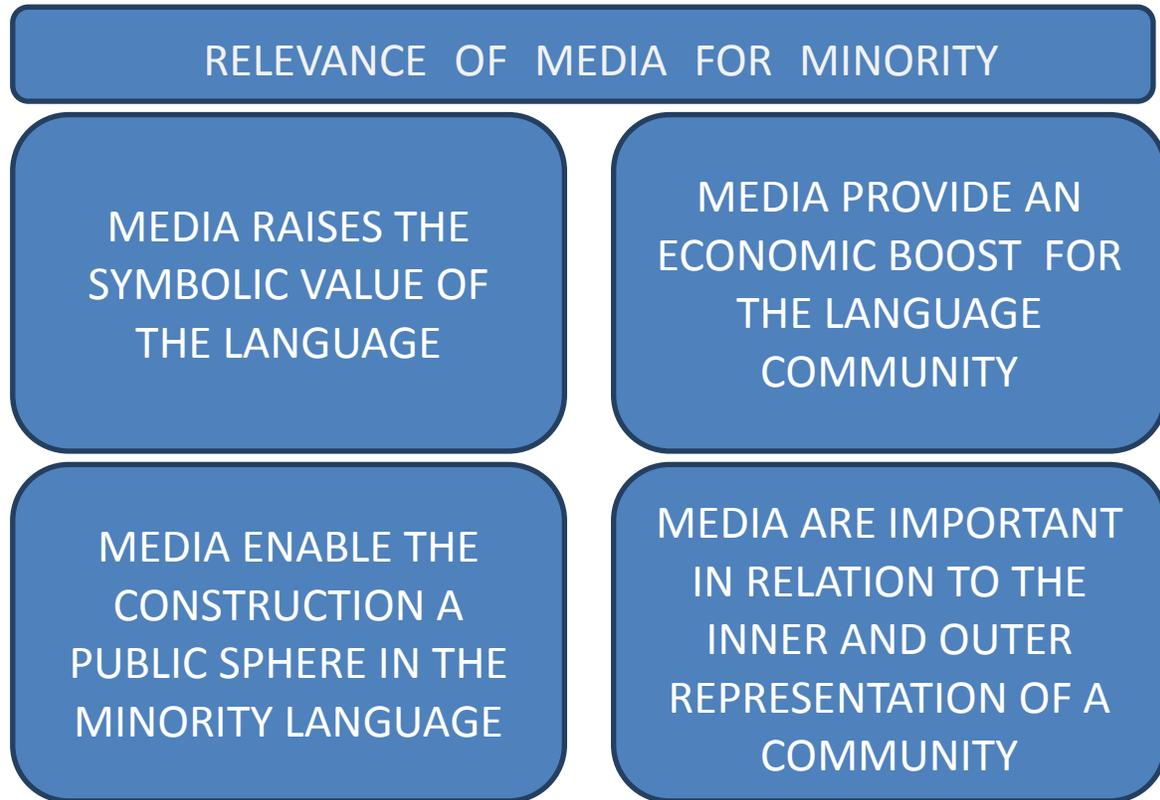 RELEVANCE OF MEDIA FOR MINORITY
MEDIA RAISES THE
SYMBOLIC VALUE OF
THE LANGUAGE
MEDIA PROVIDE AN
ECONOMIC BOOST FOR
THE LANGUAGE
COMMUNITY
MEDIA ENABLE THE
CONSTRUCTION A
PUBLIC SPHERE IN THE
MINORITY LANGUAGE
MEDIA ARE IMPORTANT
IN RELATION TO THE
INNER AND OUTER
REPRESENTATION OF A
COMMUNITY